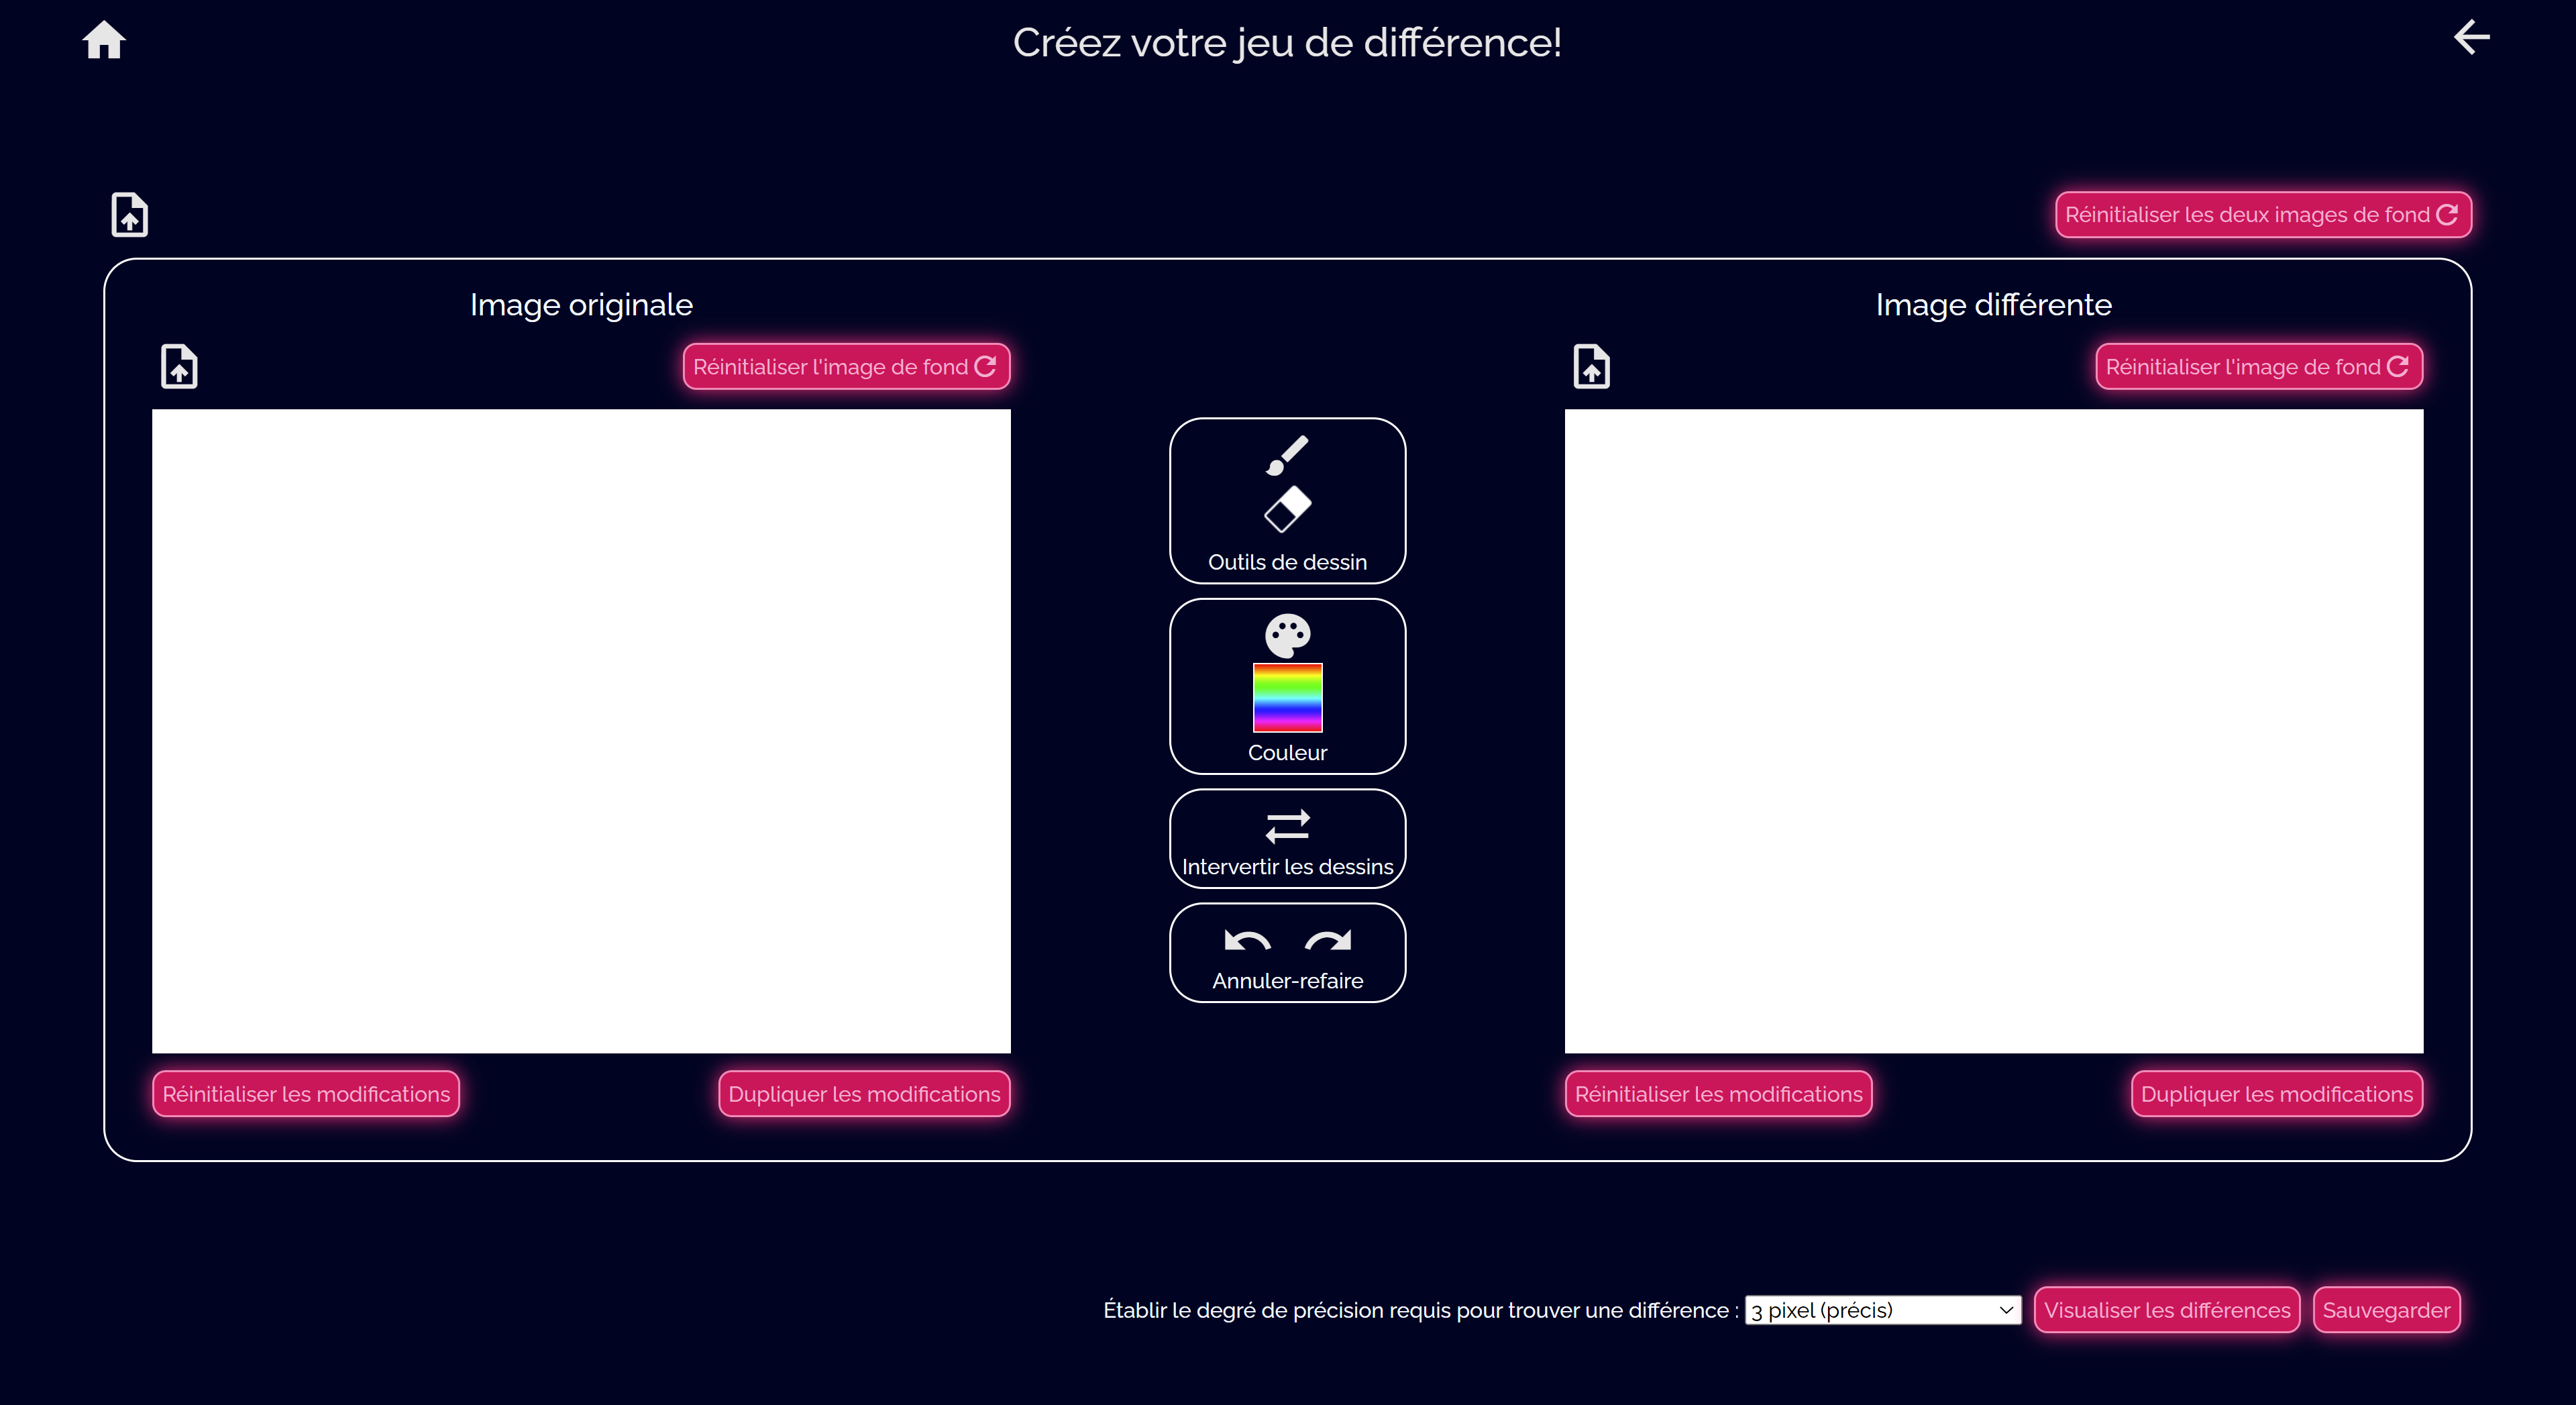 Créez votre jeu de différence!
Réinitialiser les deux images de fond
Image originale
Image différente
Réinitialiser l'image de fond
Réinitialiser l'image de fond
Outils de dessin
Couleur
Intervertir les dessins
Annuler-refaire
Réinitialiser les modifications
Dupliquer les modifications
Réinitialiser les modifications
Dupliquer les modifications
Établir le degré de précision requis pour trouver une différence : 3 pixel (précis) Visualiser les différences Sauvegarder